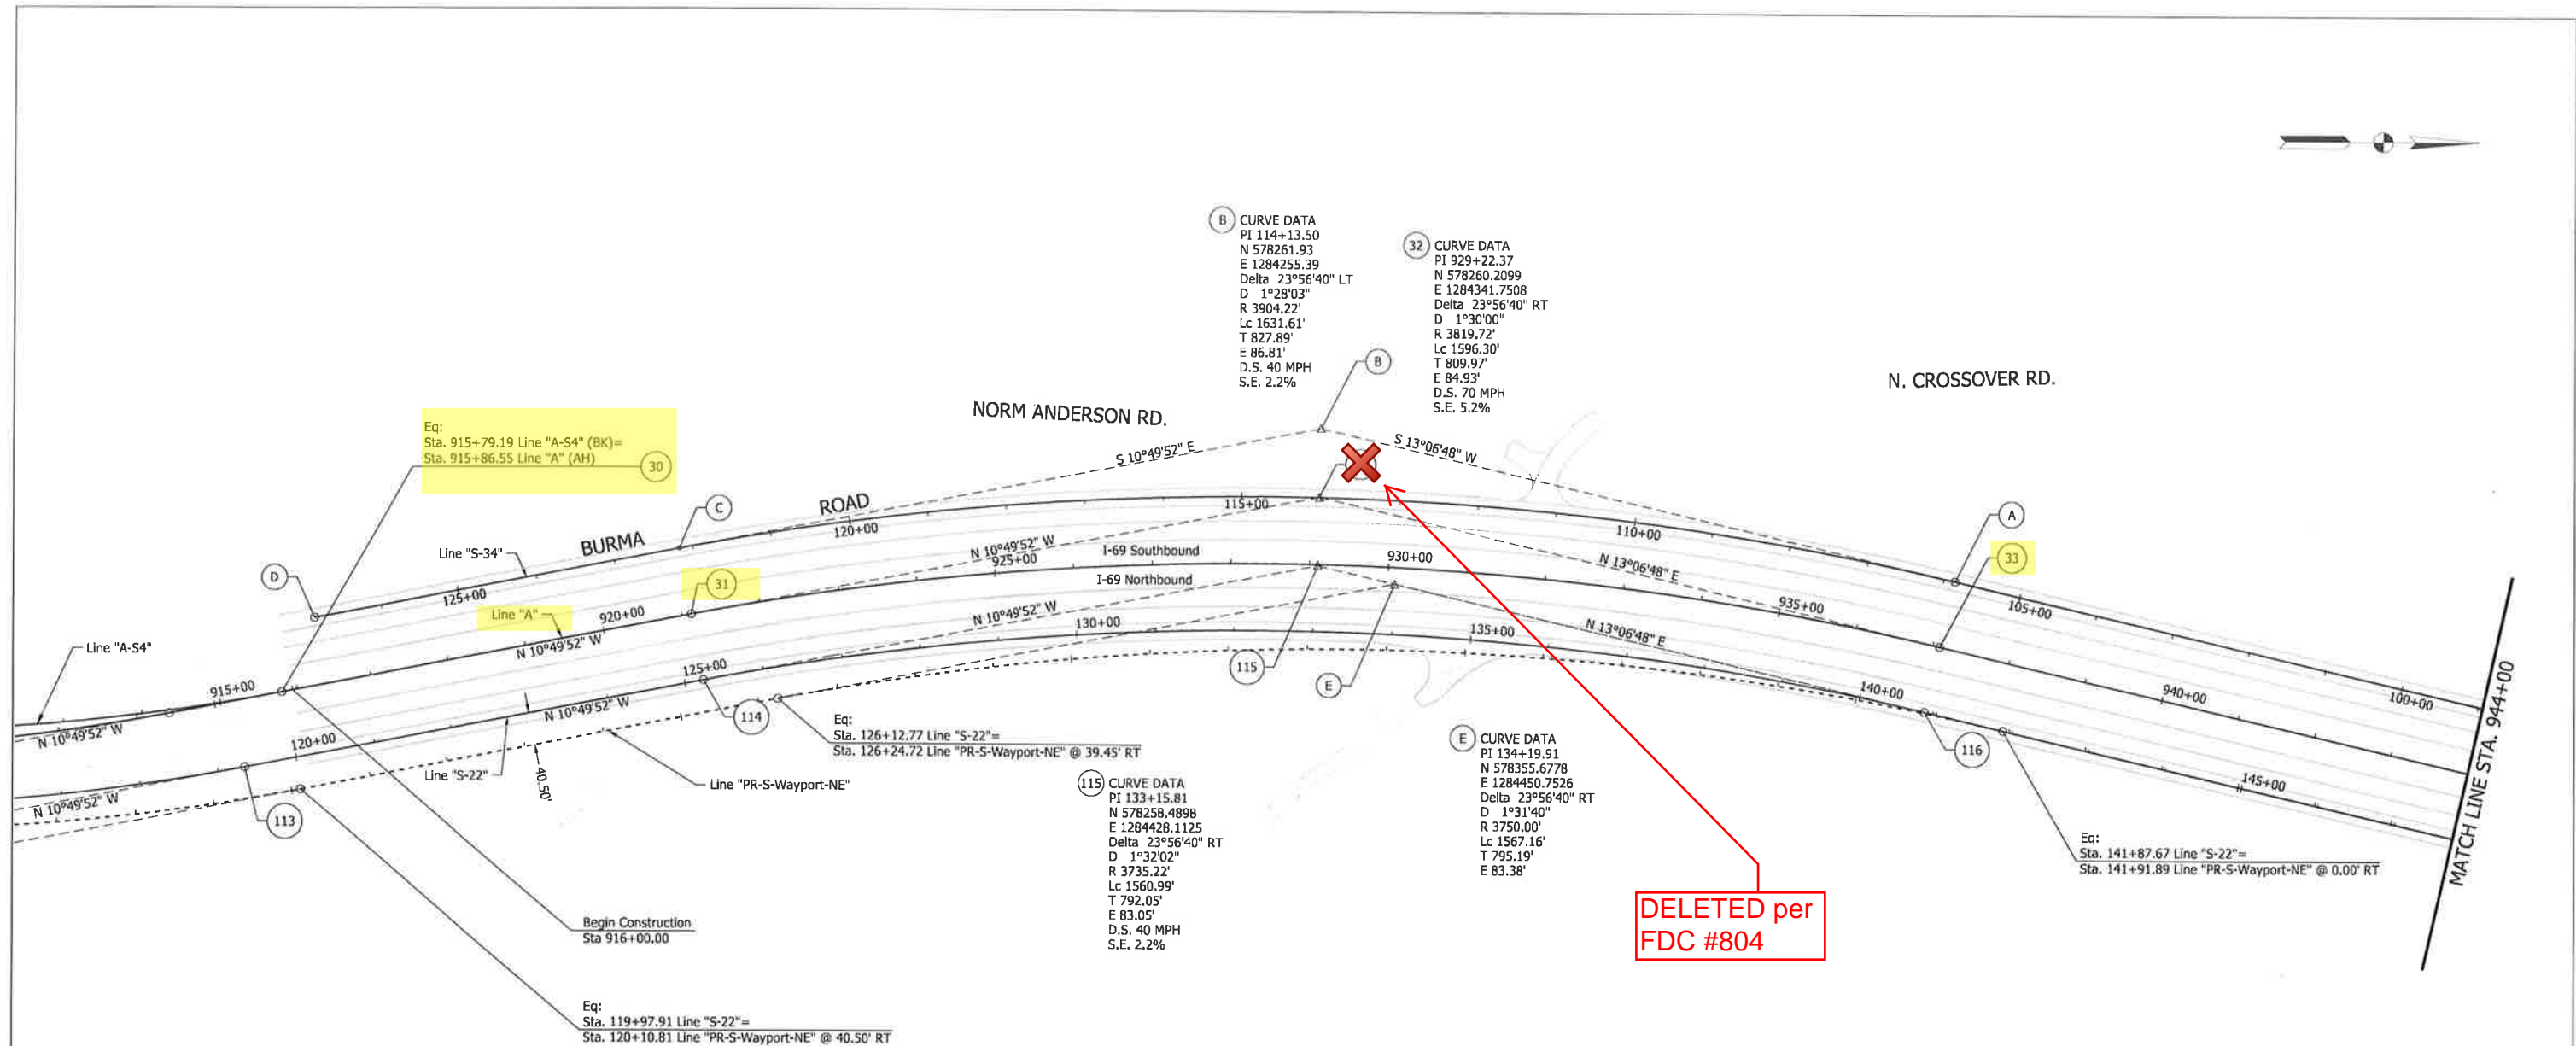 B
CURVE DATA
PI 114+13.50
N 578261.93
E 1284255.39
Delta 23°56'40" LT
D 1°28'03"
R 3904.22'
Lc 1631.61'
T 827.89'
E 86.81'
D.S. 40 MPH
S.E. 2.2%
32
CURVE DATA
PI 929+22.37
N 578260.2099
E 1284341.7508
Delta 23°56'40" RT
D 1°30'00"
R 3819.72'
Lc 1596.30'
T 809.97'
E 84.93'
D.S. 70 MPH
S.E. 5.2%
B
N. CROSSOVER RD.
NORM ANDERSON RD.
Eq:
Sta. 915+79.19 Line "A-S4" (BK)=
Sta. 915+86.55 Line "A" (AH)
30
S 10°49'52" E
S 13°06'48" W
C
BURMA
ROAD
120+00
115+00
110+00
A
33
Line "S-34"
D
125+00
31
N 10°49'52" W
925+00
I-69 Southbound
I-69 Northbound
930+00
N 13°06'48" E
935+00
105+00
Line "A"
920+00
N 10°49'52" W
N 10°49'52" W
130+00
135+00
N 13°06'48" E
Line "A-S4"
915+00
N 10°49'52" W
125+00
115
E
140+00
940+00
100+00
N 10°49'52" W
114
116
145+00
MATCH LINE STA. 944+00
120+00
Line "S-22"
40.50'
Line "PR-S-Wayport-NE"
N 10°49'52" W
113
Eq:
Sta. 126+12.77 Line "S-22"=
Sta. 126+24.72 Line "PR-S-Wayport-NE" @ 39.45' RT
115
CURVE DATA
PI 133+15.81
N 578258.4898
E 1284428.1125
Delta 23°56'40" RT
D 1°32'02"
R 3735.22'
Lc 1560.99'
T 792.05'
E 83.05'
D.S. 40 MPH
S.E. 2.2%
E
CURVE DATA
PI 134+19.91
N 578355.6778
E 1284450.7526
Delta 23°56'40" RT
D 1°31'40"
R 3750.00'
Lc 1567.16'
T 795.19'
E 83.38'
DELETED per
FDC #804
Eq:
Sta. 141+87.67 Line "S-22"=
Sta. 141+91.89 Line "PR-S-Wayport-NE" @ 0.00' RT
Begin Construction
Sta 916+00.00
Eq:
Sta. 119+97.91 Line "S-22"=
Sta. 120+10.81 Line "PR-S-Wayport-NE" @ 40.50' RT